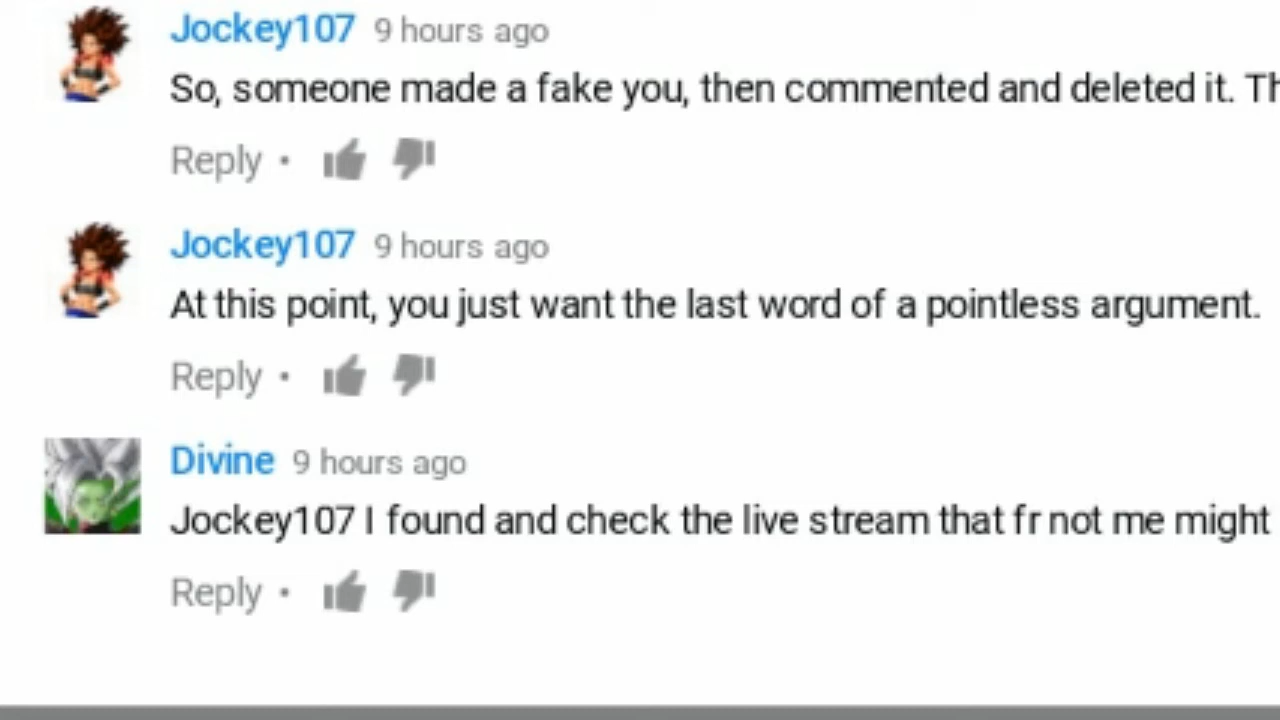 Jockey107 9 hours ago
So, someone made a fake you, then commented and deleted it.
Reply •
Jockey107 9 hours ago
At this point, you just want the last word of a pointless argument.
Reply •
Divine 9 hours ago
Jockey107 I found and check the live stream that fr not me might
Reply •